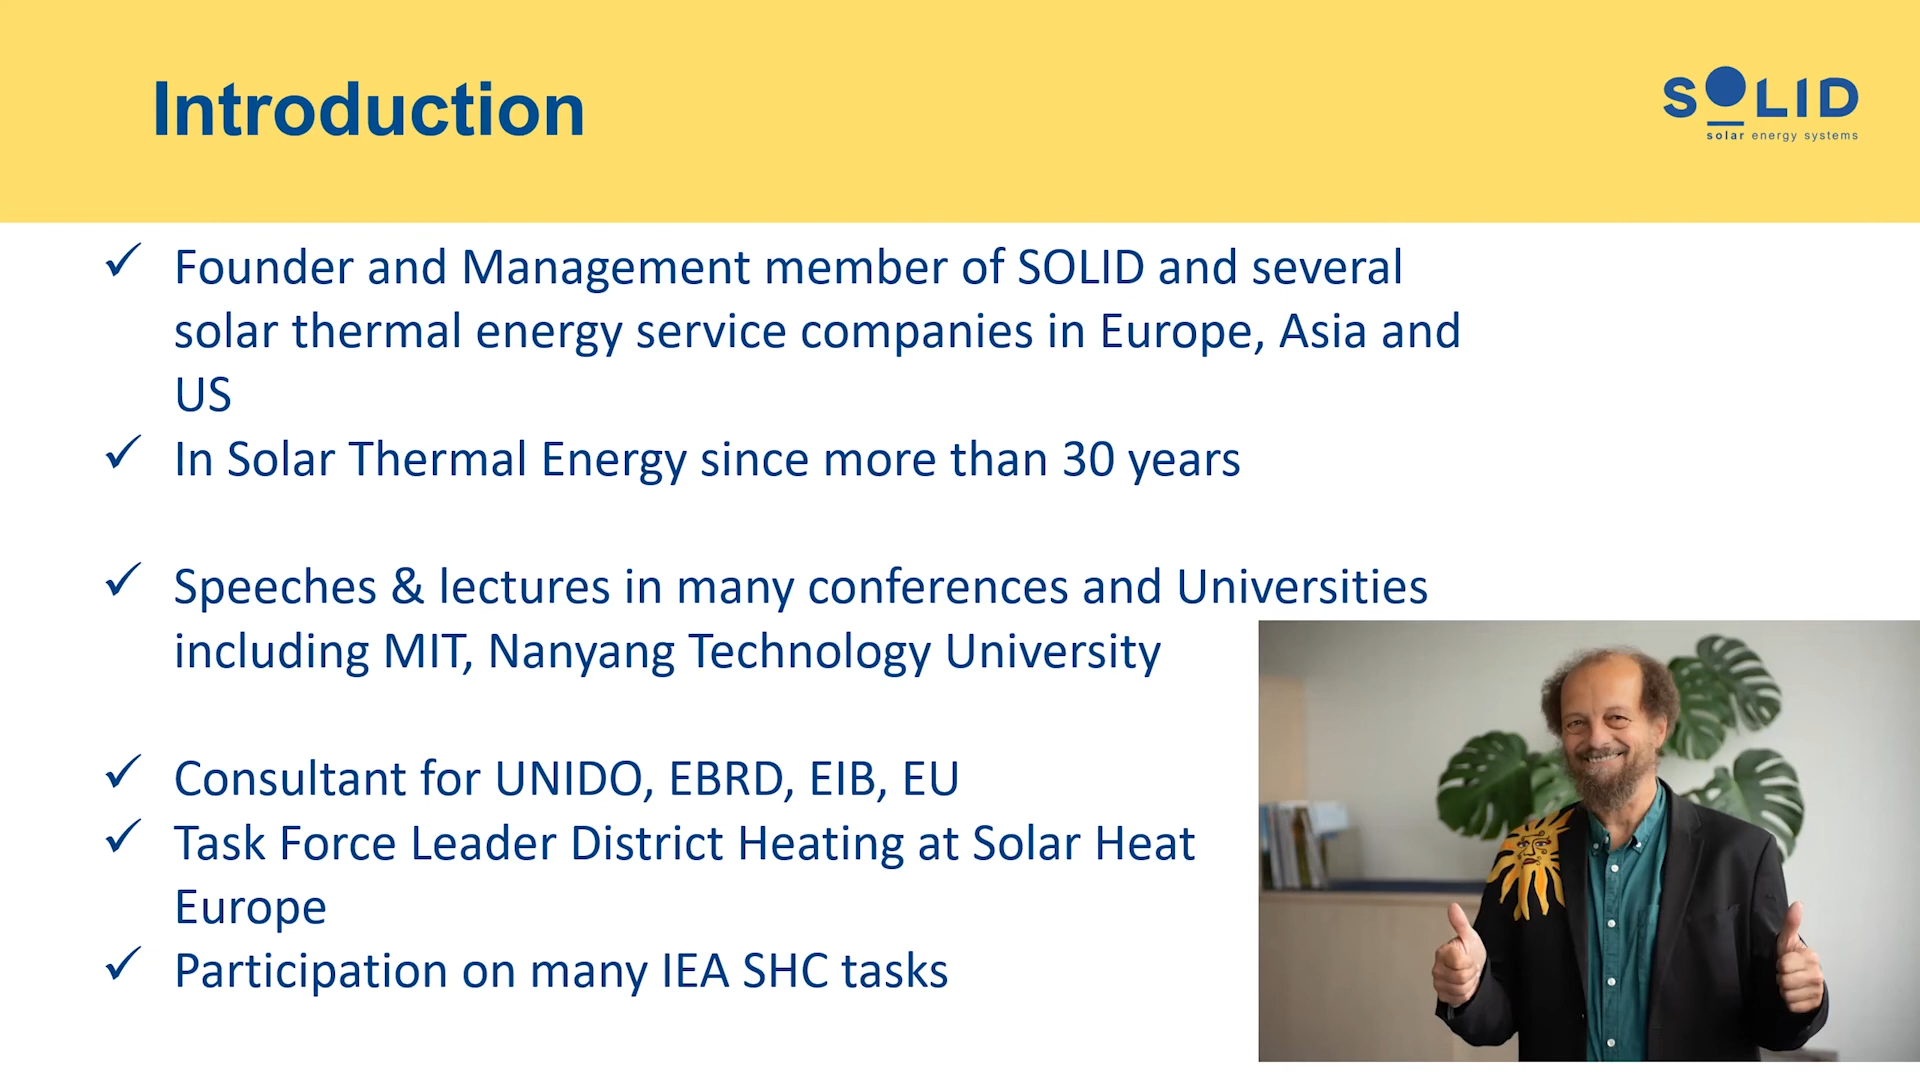 Introduction
SOLID
solar energy systems
✓ Founder and Management member of SOLID and several
solar thermal energy service companies in Europe, Asia and
US
✓ In Solar Thermal Energy since more than 30 years
✓ Speeches & lectures in many conferences and Universities
including MIT, Nanyang Technology University
✓ Consultant for UNIDO, EBRD, EIB, EU
✓ Task Force Leader District Heating at Solar Heat
Europe
✓ Participation on many IEA SHC tasks